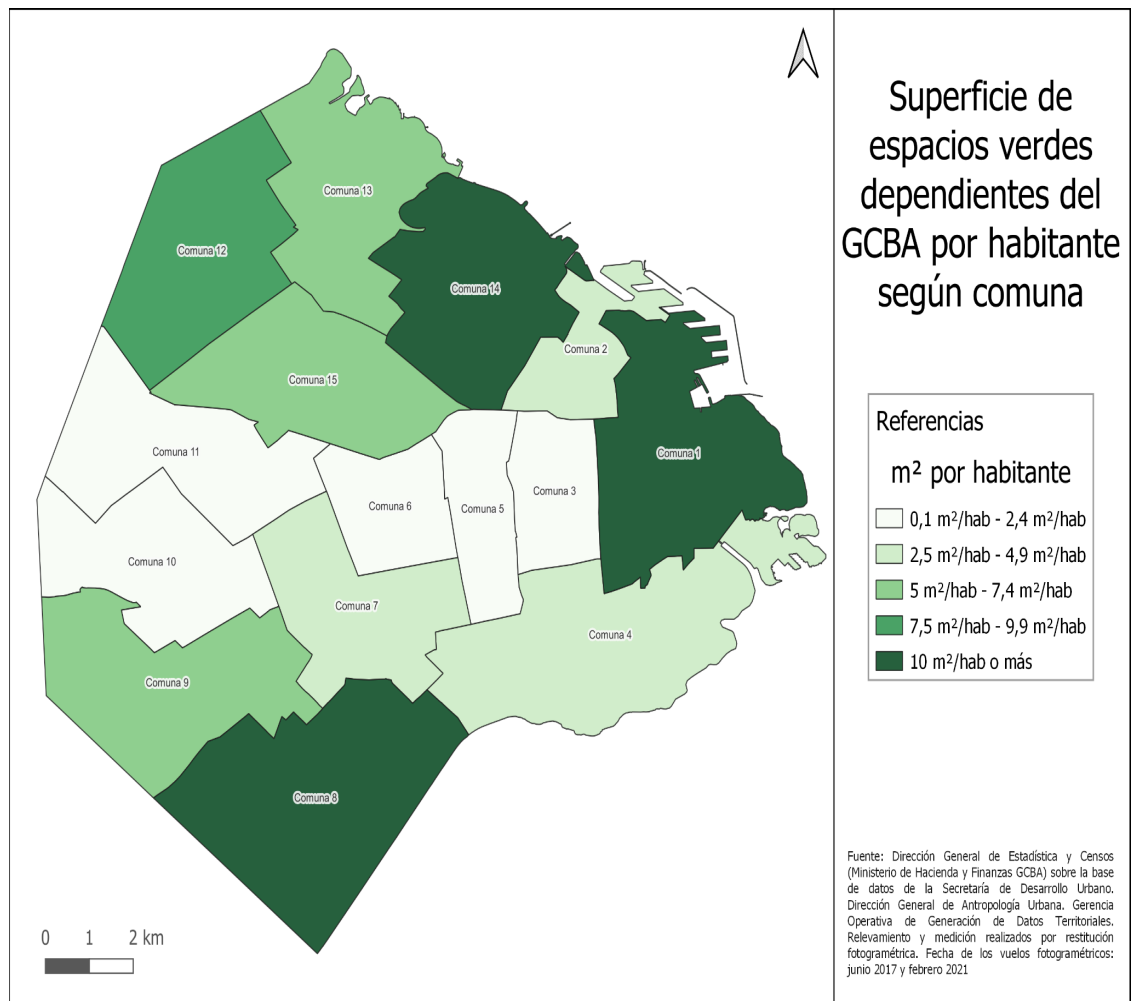 Superficie de
espacios verdes
dependientes del
GCBA por habitante
según comuna
Comuna 13
Comuna 12
Comuna 14
Comuna 2
Comuna 15
Comuna 11
Comuna 1
Comuna 6
Comuna 5
Comuna 3
Comuna 10
Comuna 7
Comuna 4
Comuna 9
Comuna 8
Referencias
m² por habitante
0,1 m²/hab - 2,4 m²/hab
2,5 m²/hab - 4,9 m²/hab
5 m²/hab - 7,4 m²/hab
7,5 m²/hab - 9,9 m²/hab
10 m²/hab o más
0 1 2 km
Fuente: Dirección General de Estadística y Censos
(Ministerio de Hacienda y Finanzas GCBA) sobre la base
de datos de la Secretaría de Desarrollo Urbano.
Dirección General de Antropología Urbana. Gerencia
Operativa de Generación de Datos Territoriales.
Relevamiento y medición realizados por restitución
fotogramétrica. Fecha de los vuelos fotogramétricos:
junio 2017 y febrero 2021